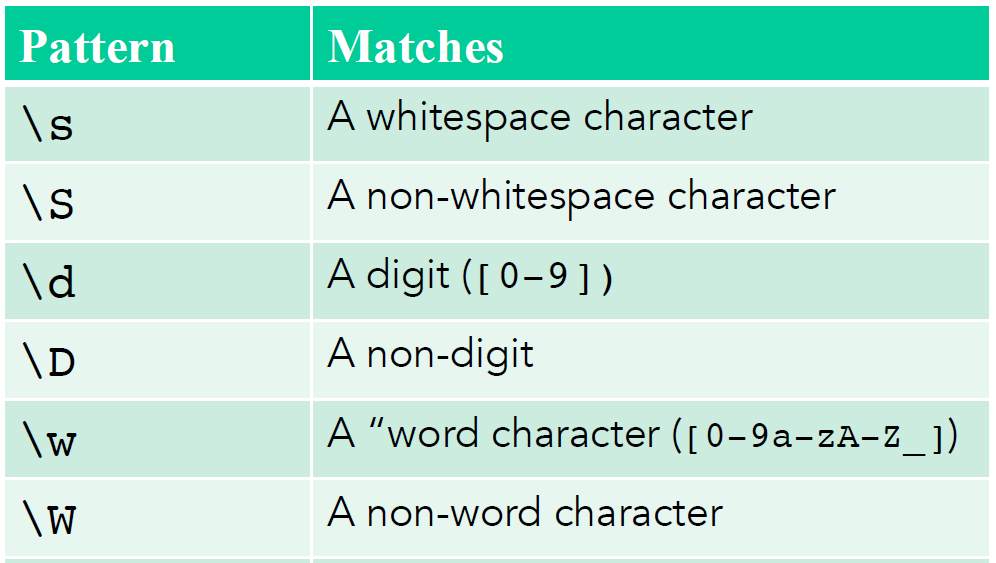 Pattern Matches
\s A whitespace character
\S A non-whitespace character
\d A digit ([0-9])
\D A non-digit
\w A “word character ([0-9a-zA-Z_])
\W A non-word character